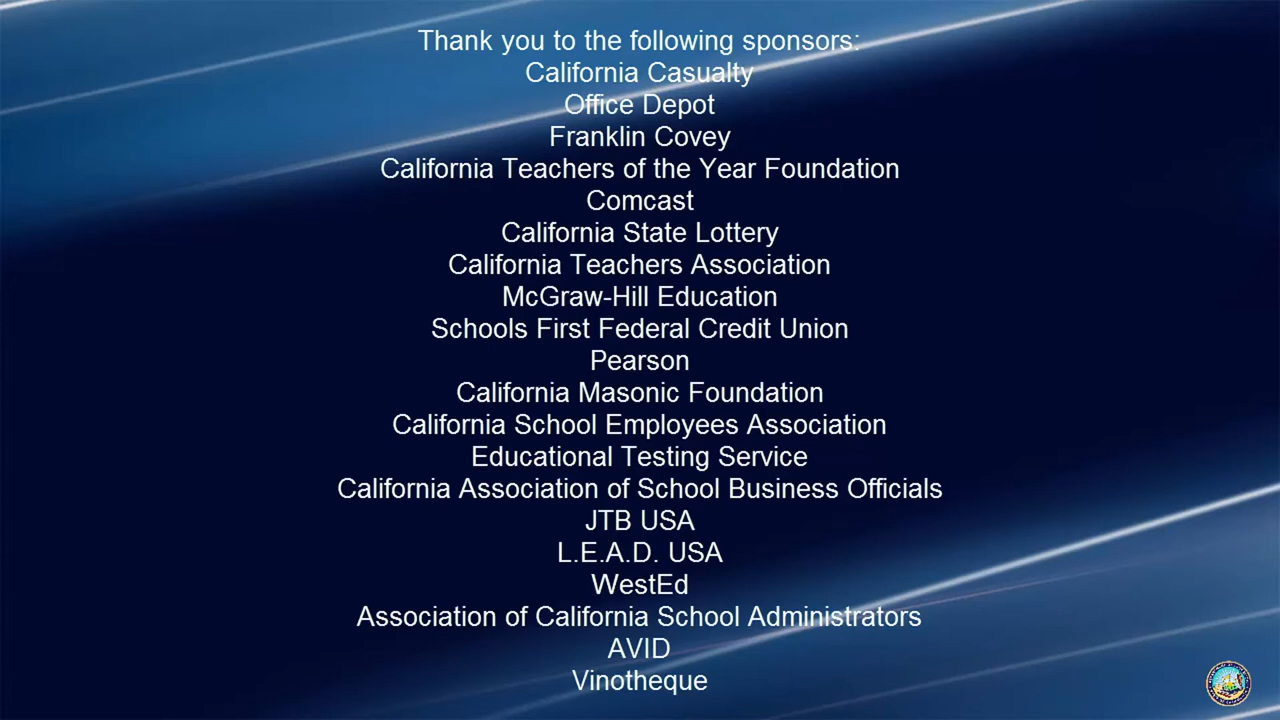 Thank you to the following sponsors:
California Casualty
Office Depot
Franklin Covey
California Teachers of the Year Foundation
Comcast
California State Lottery
California Teachers Association
McGraw-Hill Education
Schools First Federal Credit Union
Pearson
California Masonic Foundation
California School Employees Association
Educational Testing Service
California Association of School Business Officials
JTB USA
L.E.A.D. USA
WestEd
Association of California School Administrators
AVID
Vinotheque